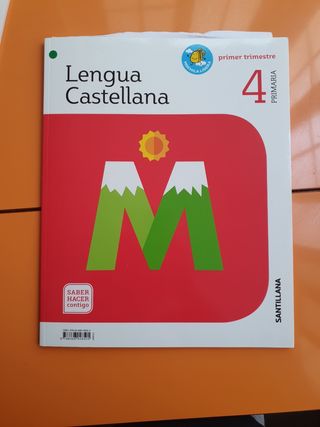 Lengua
Castellana
primer trimestre
4
PRIMARIA
M
SABER
HACER
contigo
SANTILLANA